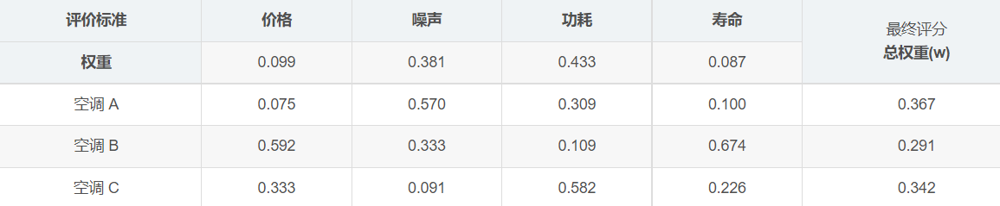 评价标准 价格 噪声 功耗 寿命 最终评分
总权重(w)
权重 0.099 0.381 0.433 0.087
空调 A 0.075 0.570 0.309 0.100 0.367
空调 B 0.592 0.333 0.109 0.674 0.291
空调 C 0.333 0.091 0.582 0.226 0.342